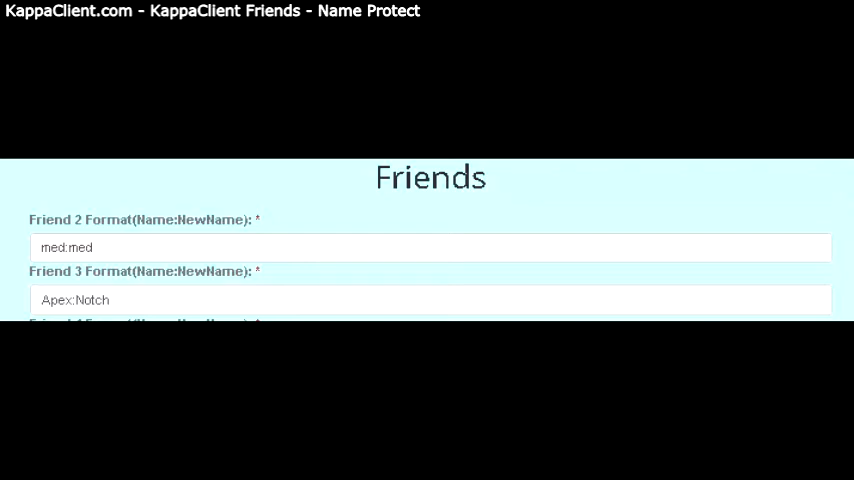 KappaClient.com - KappaClient Friends - Name Protect
Friends
Friend 2 Format(Name:NewName): *
med:med
Friend 3 Format(Name:NewName): *
Apex:Notch